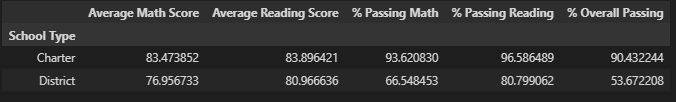 Average Math Score Average Reading Score % Passing Math % Passing Reading % Overall Passing
School Type
Charter 83.473852 83.896421 93.620830 96.586489 90.432244
District 76.956733 80.966636 66.548453 80.799062 53.672208